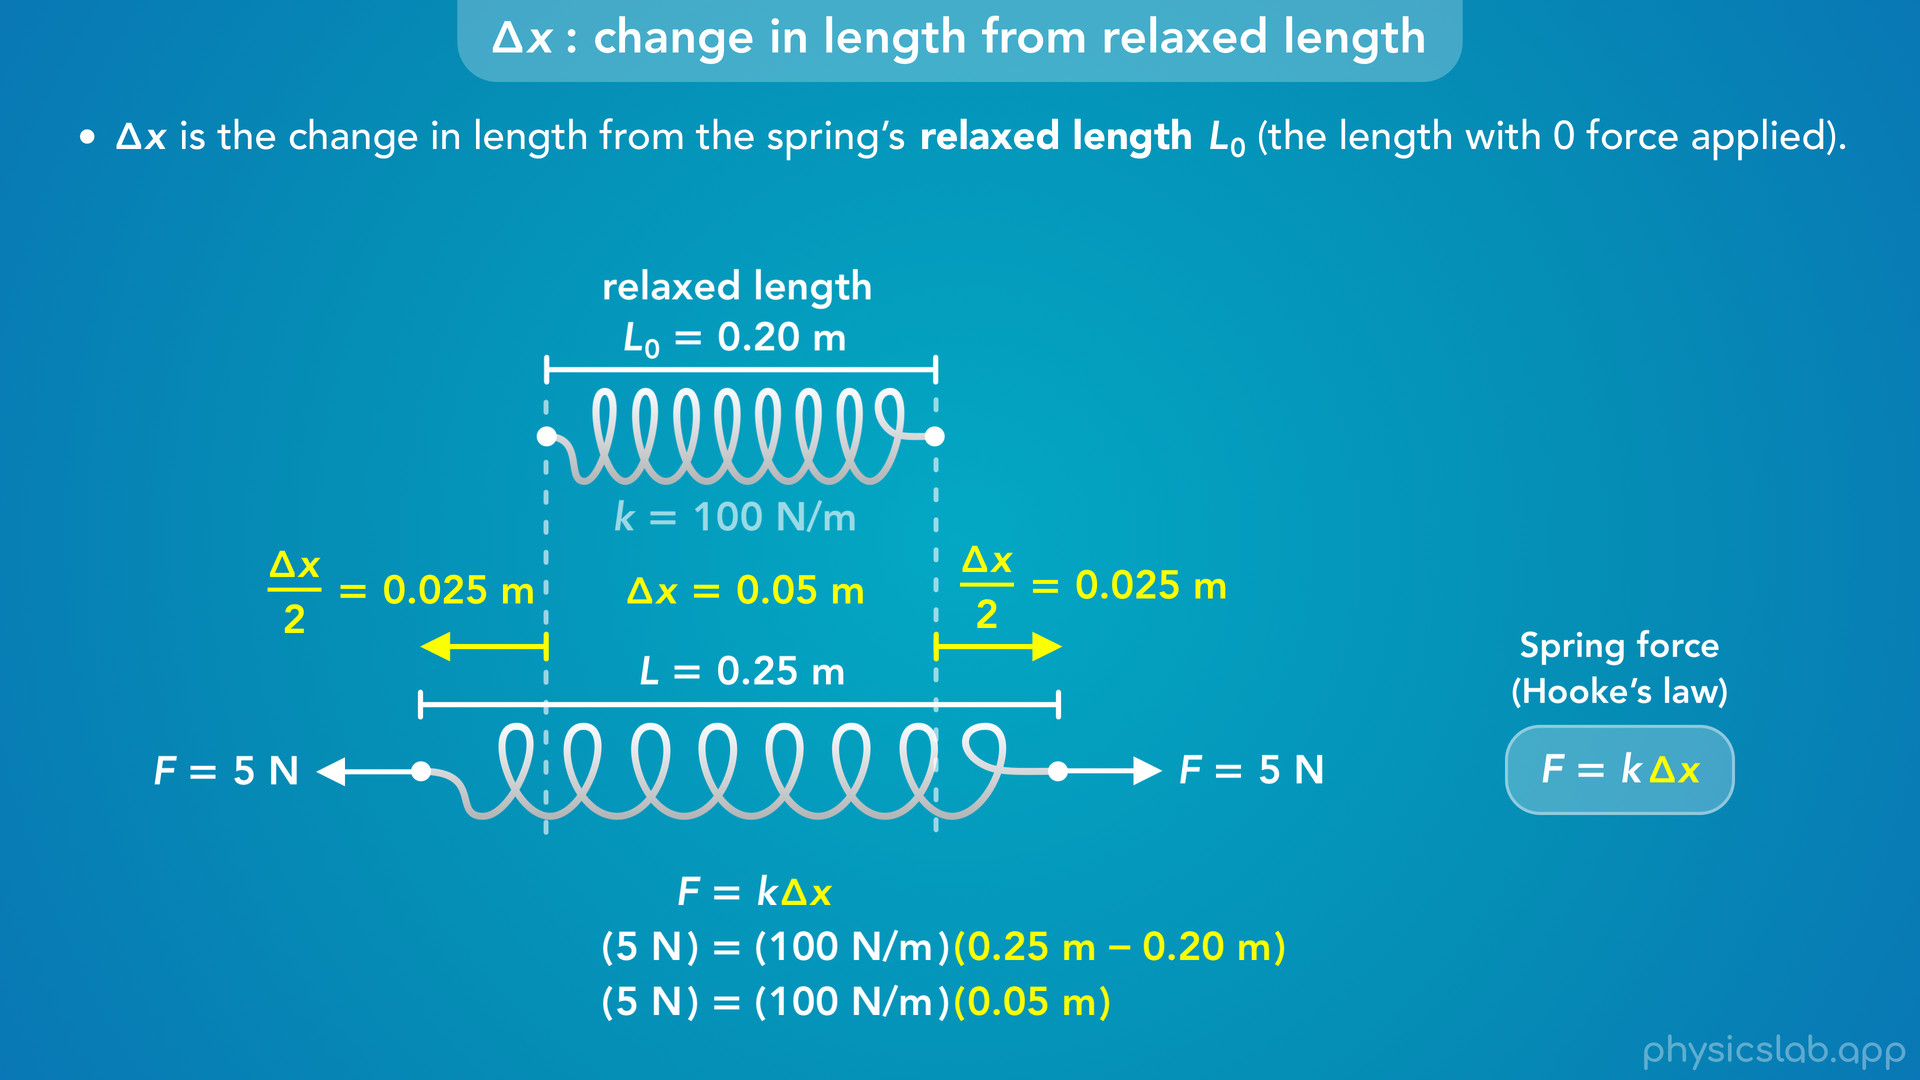 Δx : change in length from relaxed length
• Δx is the change in length from the spring’s relaxed length L₀ (the length with 0 force applied).
relaxed length
L₀ = 0.20 m
k = 100 N/m
Δx/2 = 0.025 m
Δx = 0.05 m
Δx/2 = 0.025 m
L = 0.25 m
Spring force
(Hooke’s law)
F = kΔx
F = 5 N
F = 5 N
F = kΔx
(5 N) = (100 N/m)(0.25 m − 0.20 m)
(5 N) = (100 N/m)(0.05 m)
physicslab.app